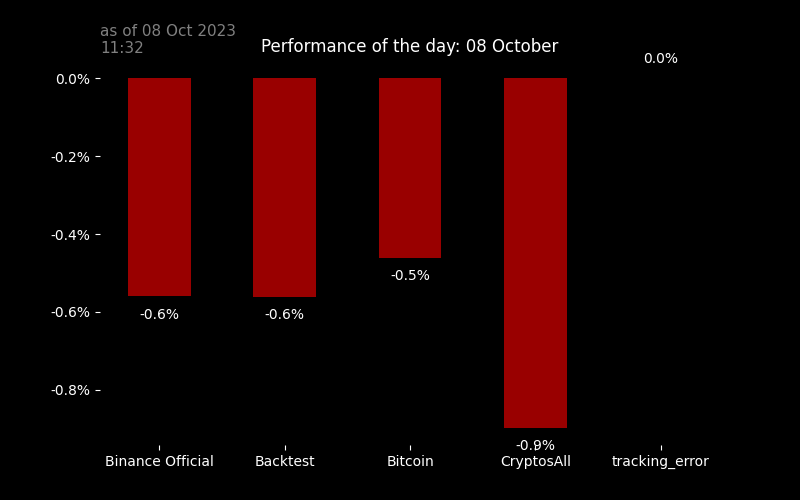 as of 08 Oct 2023
11:32
Performance of the day: 08 October
0.0%
0.0%
-0.2%
-0.4%
-0.5%
-0.6%
-0.6%
-0.6%
-0.8%
-0.9%
Binance Official
Backtest
Bitcoin
CryptosAll
tracking_error